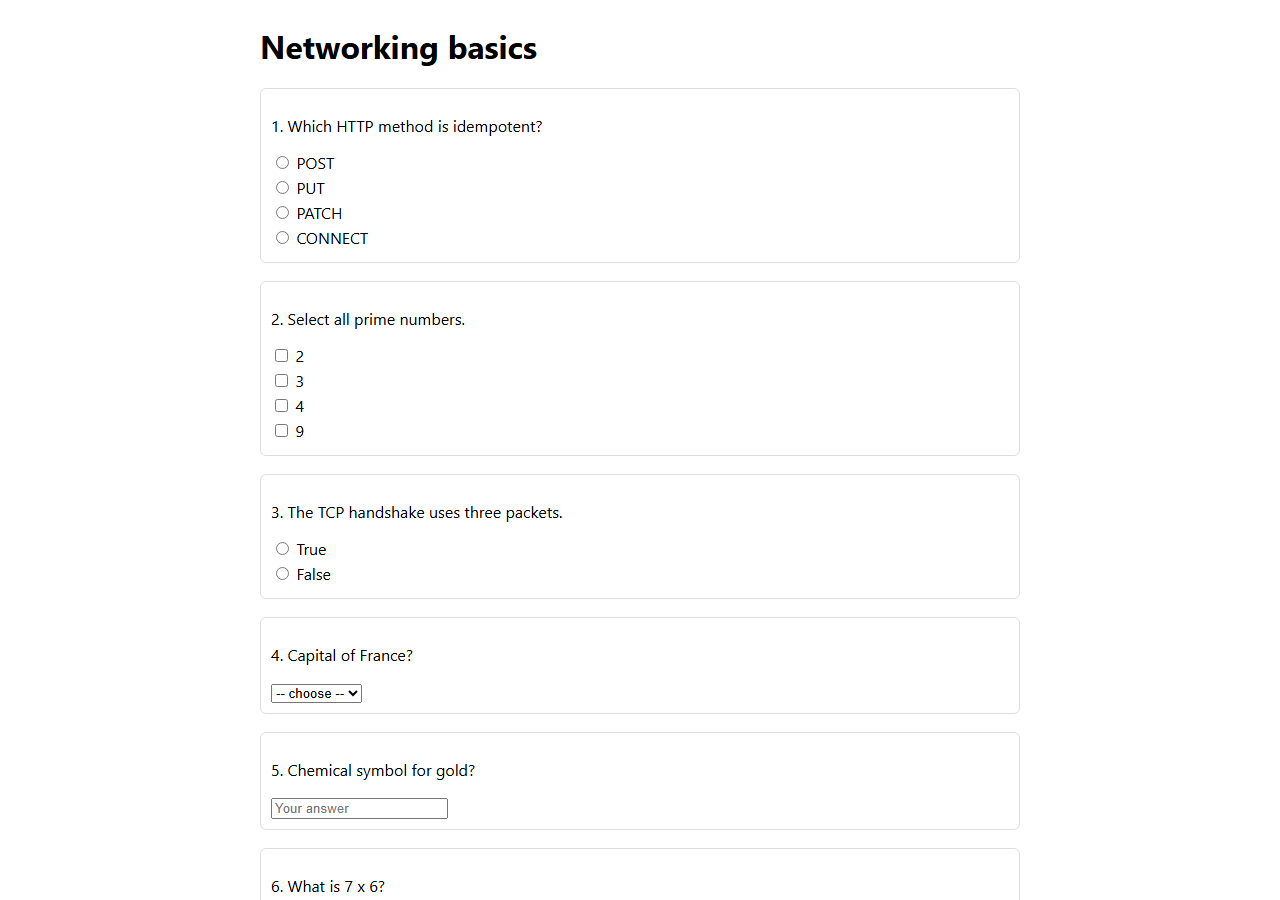 Networking basics
1. Which HTTP method is idempotent?
POST
PUT
PATCH
CONNECT
2. Select all prime numbers.
2
3
4
9
3. The TCP handshake uses three packets.
True
False
4. Capital of France?
-- choose --
5. Chemical symbol for gold?
Your answer
6. What is 7 x 6?